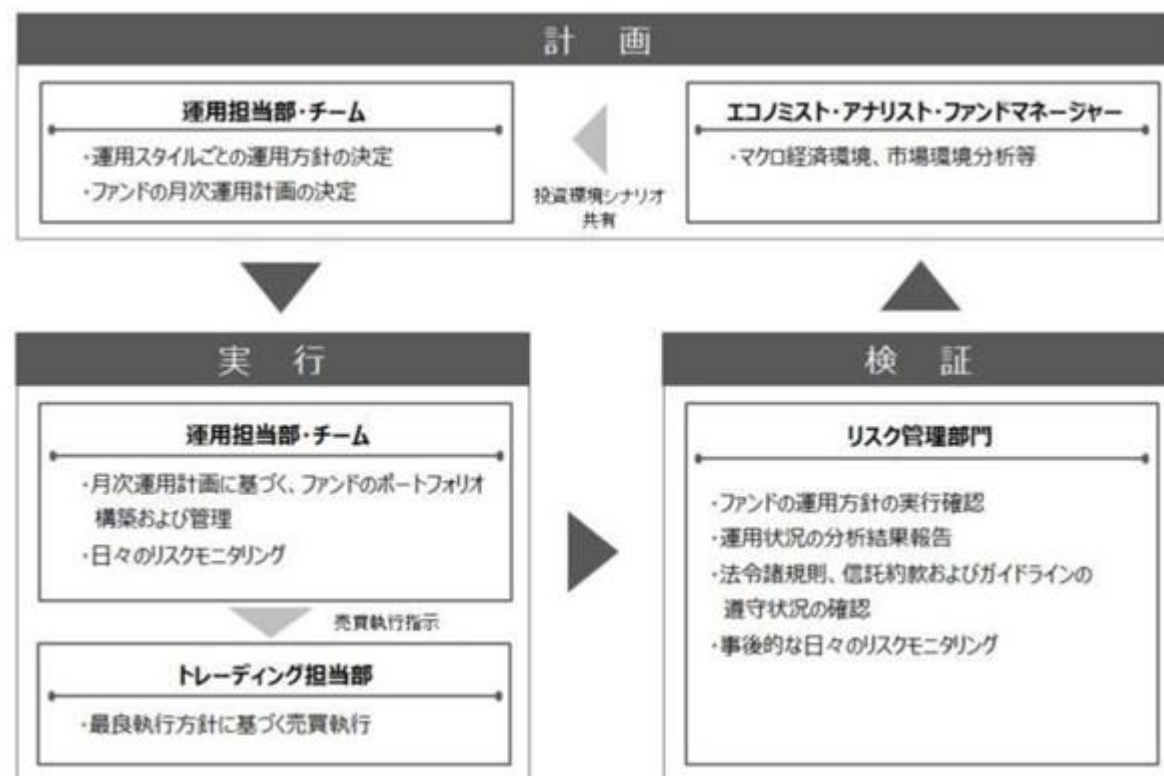 計 画
運用担当部・チーム
・運用スタイルごとの運用方針の決定
・ファンドの月次運用計画の決定
投資環境シナリオ
共有
エコノミスト・アナリスト・ファンドマネージャー
・マクロ経済環境、市場環境分析等
実 行
運用担当部・チーム
・月次運用計画に基づく、ファンドのポートフォリオ
構築および管理
・日々のリスクモニタリング
売買執行指示
トレーディング担当部
・最良執行方針に基づく売買執行
検 証
リスク管理部門
・ファンドの運用方針の実行確認
・運用状況の分析結果報告
・法令諸規則、信託約款およびガイドラインの
遵守状況の確認
・事後的な日々のリスクモニタリング